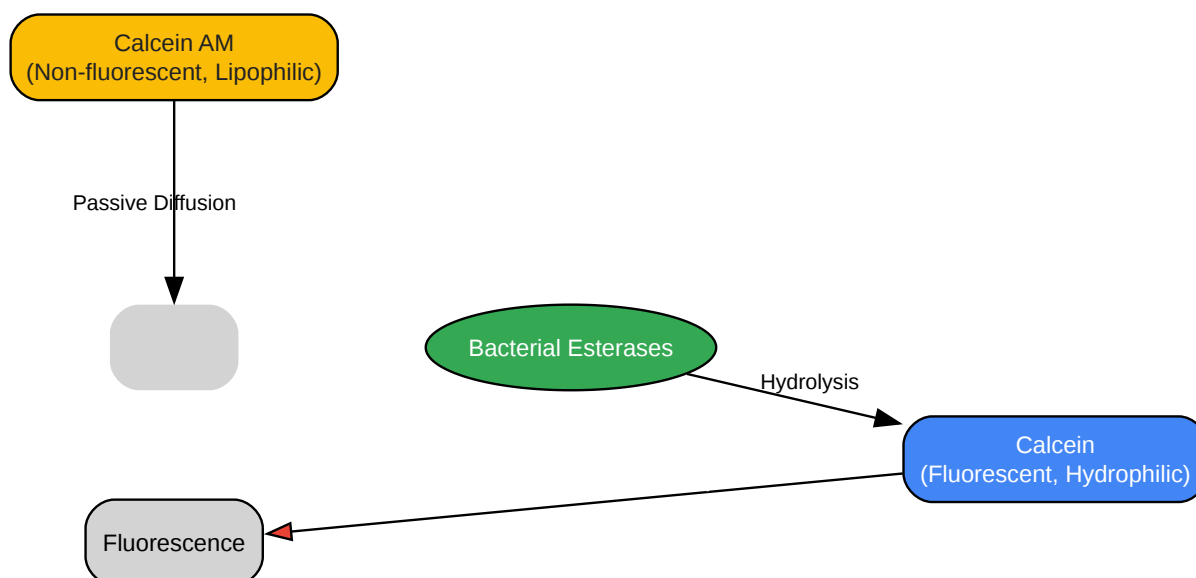 Calcein AM
(Non-fluorescent, Lipophilic)
Passive Diffusion
Bacterial Esterases
Hydrolysis
Calcein
(Fluorescent, Hydrophilic)
Fluorescence